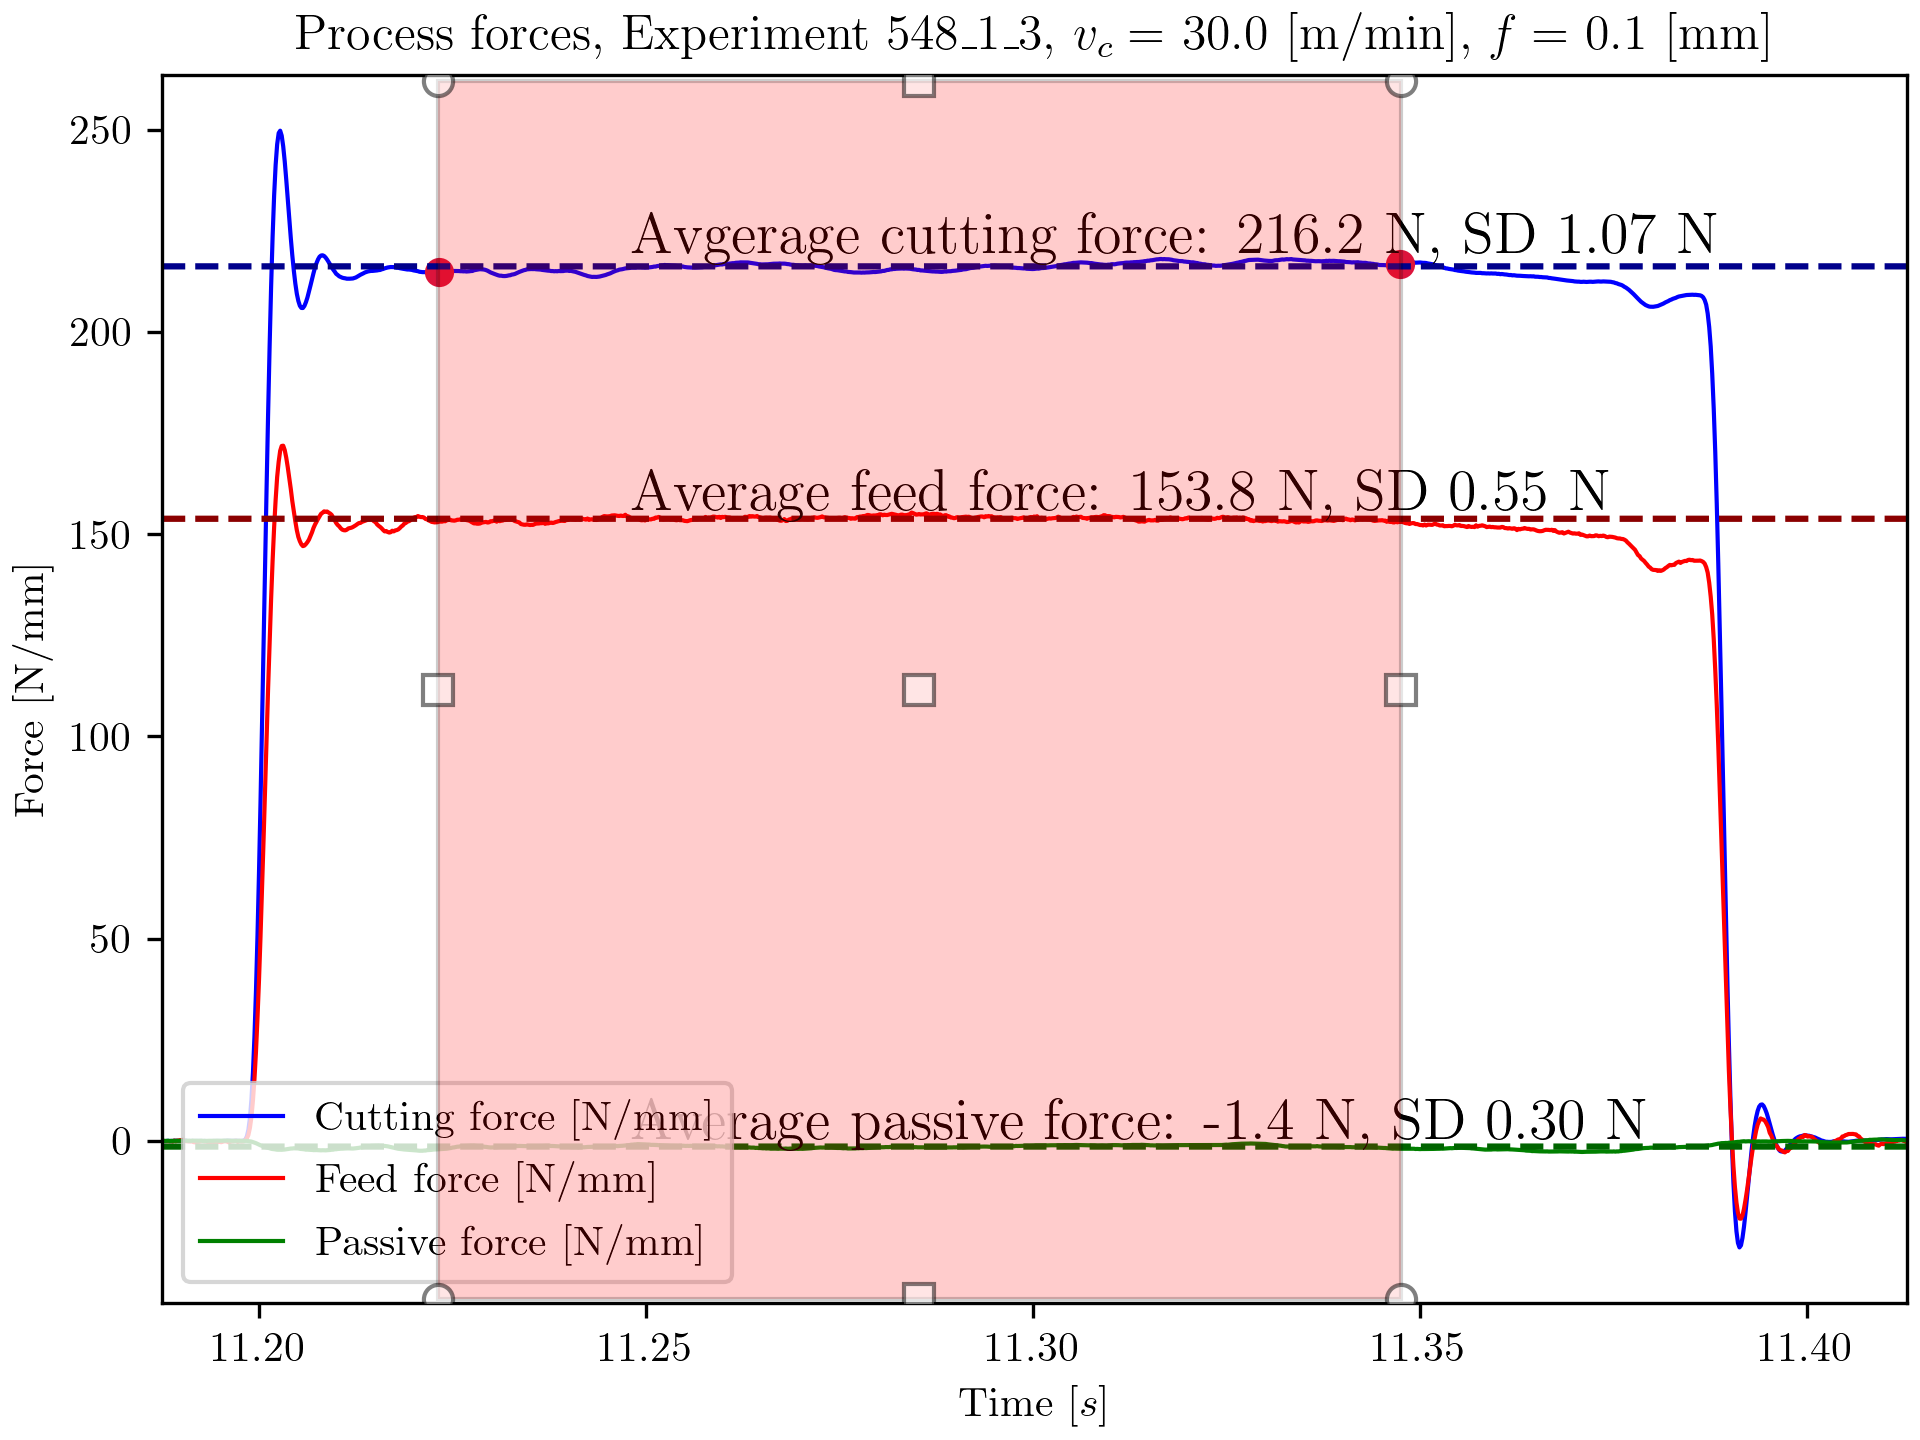 Process forces, Experiment 548_1_3, v_c = 30.0 [m/min], f = 0.1 [mm]
250
200
150
100
50
0
Force [N/mm]
Avgerage cutting force: 216.2 N, SD 1.07 N
Average feed force: 153.8 N, SD 0.55 N
Average passive force: -1.4 N, SD 0.30 N
Cutting force [N/mm]
Feed force [N/mm]
Passive force [N/mm]
11.20 11.25 11.30 11.35 11.40
Time [s]